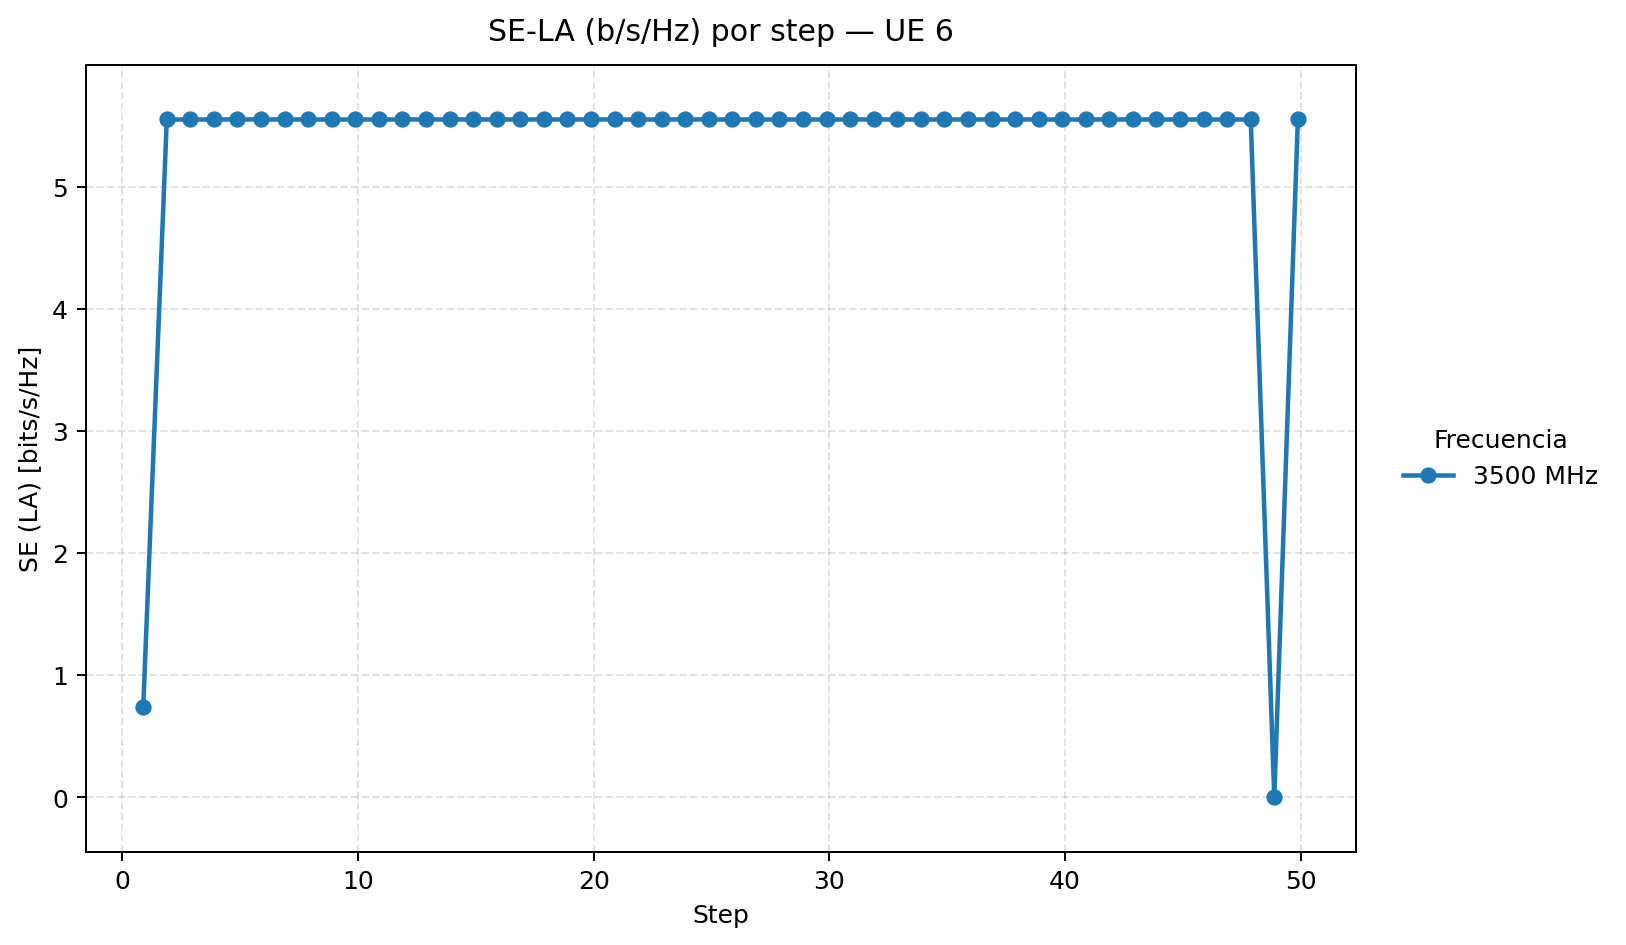 SE-LA (b/s/Hz) por step — UE 6
SE (LA) [bits/s/Hz]
5
4
3
2
1
0
0 10 20 30 40 50
Step
Frecuencia
3500 MHz